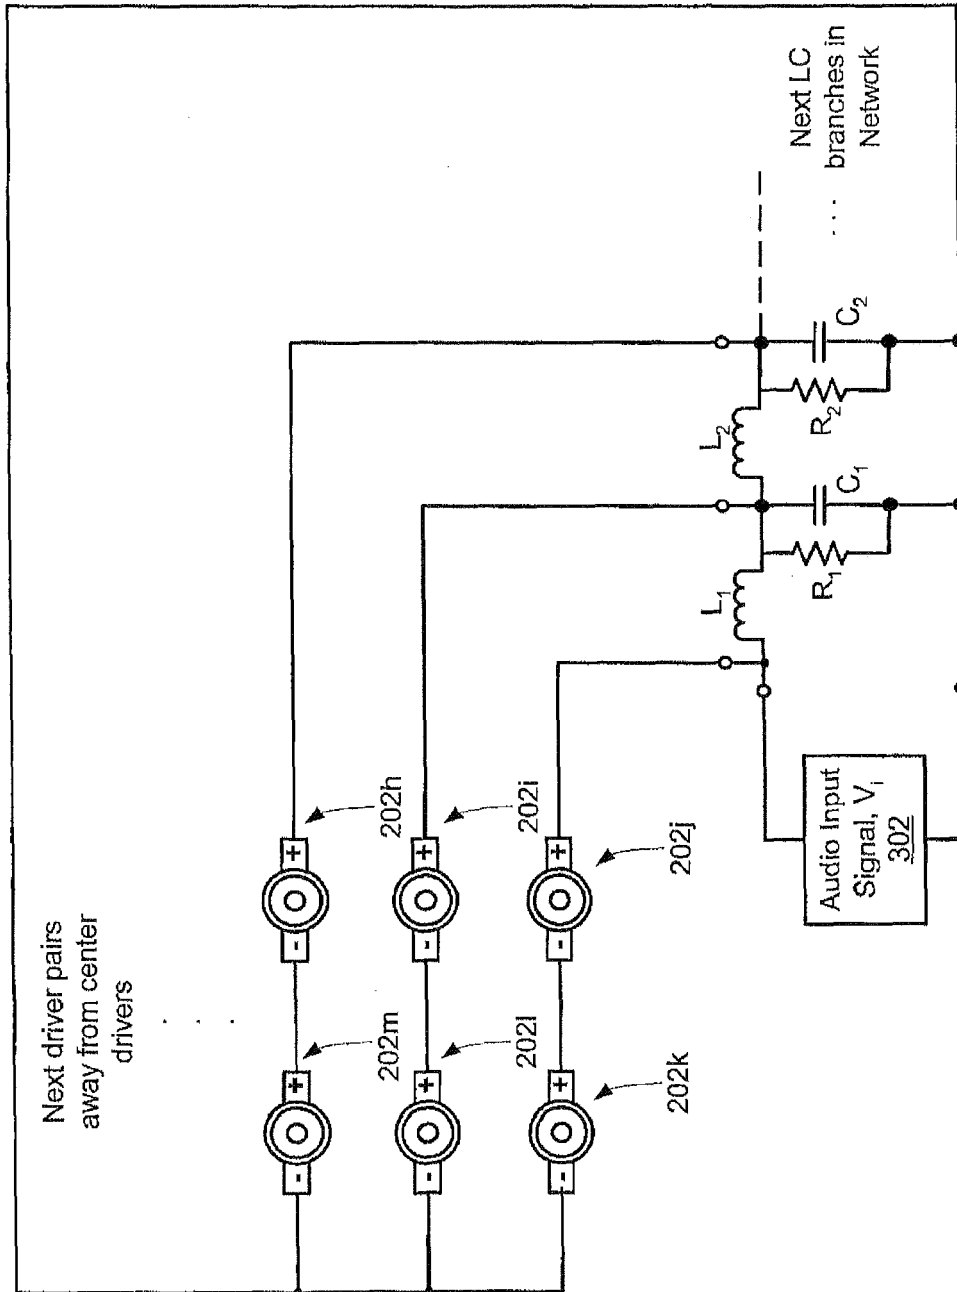 Next driver pairs
away from center
drivers
. . .
202m
202l
202k
202h
202i
202j
+
-
+
-
+
-
+
-
+
-
+
-
Audio Input
Signal, Vi
302
L1
R1
C1
L2
R2
C2
Next LC
. . . branches in
Network